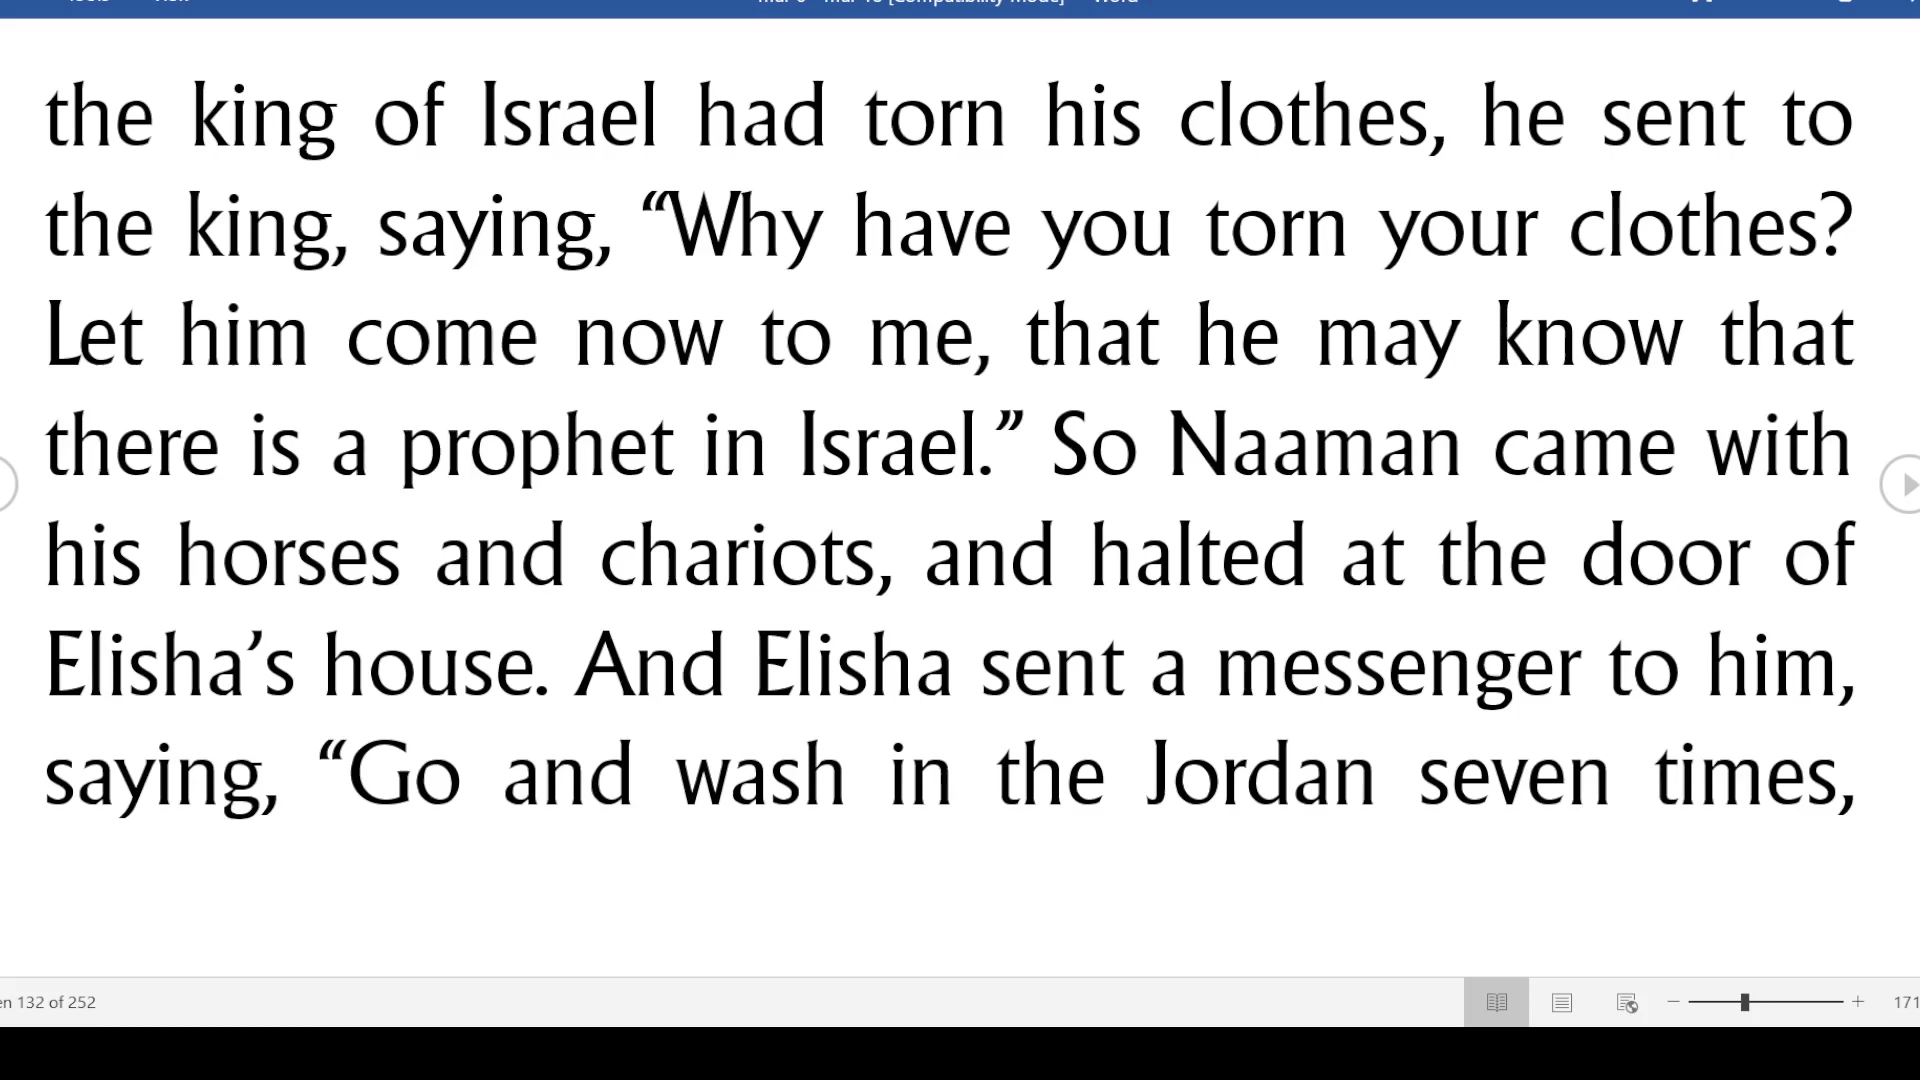 the king of Israel had torn his clothes, he sent to
the king, saying, “Why have you torn your clothes?
Let him come now to me, that he may know that
there is a prophet in Israel.” So Naaman came with
his horses and chariots, and halted at the door of
Elisha’s house. And Elisha sent a messenger to him,
saying, “Go and wash in the Jordan seven times,
132 of 252
171